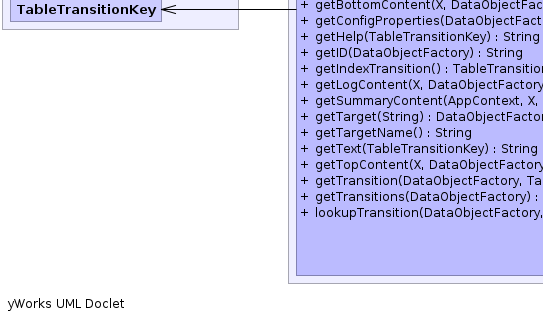 TableTransitionKey
+ getBottomContent(X, DataObjectFac
+ getConfigProperties(DataObjectFact
+ getHelp(TableTransitionKey) : String
+ getID(DataObjectFactory) : String
+ getIndexTransition() : TableTransition
+ getLogContent(X, DataObjectFactory
+ getSummaryContent(AppContext, X,
+ getTarget(String) : DataObjectFactor
+ getTargetName() : String
+ getText(TableTransitionKey) : String
+ getTopContent(X, DataObjectFactory
+ getTransition(DataObjectFactory, Ta
+ getTransitions(DataObjectFactory) :
+ lookupTransition(DataObjectFactory,
yWorks UML Doclet